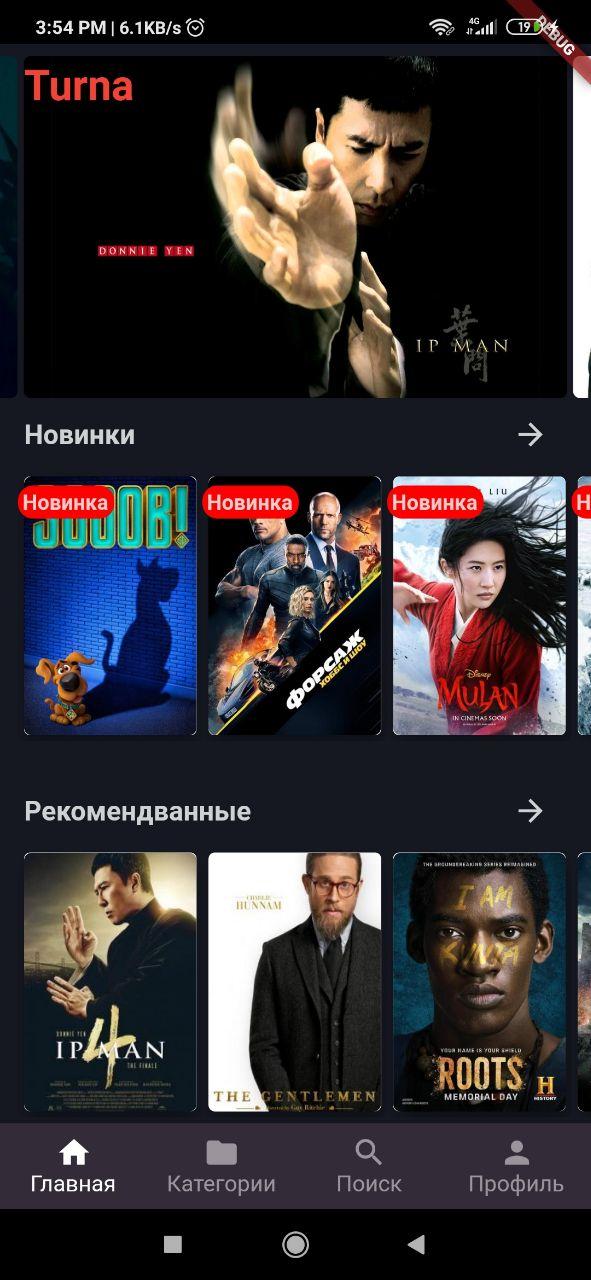 3:54 PM | 6.1KB/s
4G
19
DEBUG
Turna
DONNIE YEN
葉問
IP MAN
Новинки
Новинка
Новинка
Новинка
Н
LIU
SCOOB!
ФОРСАЖ
ХОББС И ШОУ
Disney
MULAN
IN CINEMAS SOON
Рекомендванные
DONNIE YEN
IP MAN
4
THE FINALE
CHARLIE
HUNNAM
THE GENTLEMEN
Guy Ritchie
THE GROUNDBREAKING SERIES REIMAGINED
I AM
KUNTA
YOUR NAME IS YOUR SHIELD
ROOTS
MEMORIAL DAY
H
HISTORY
Главная
Категории
Поиск
Профиль